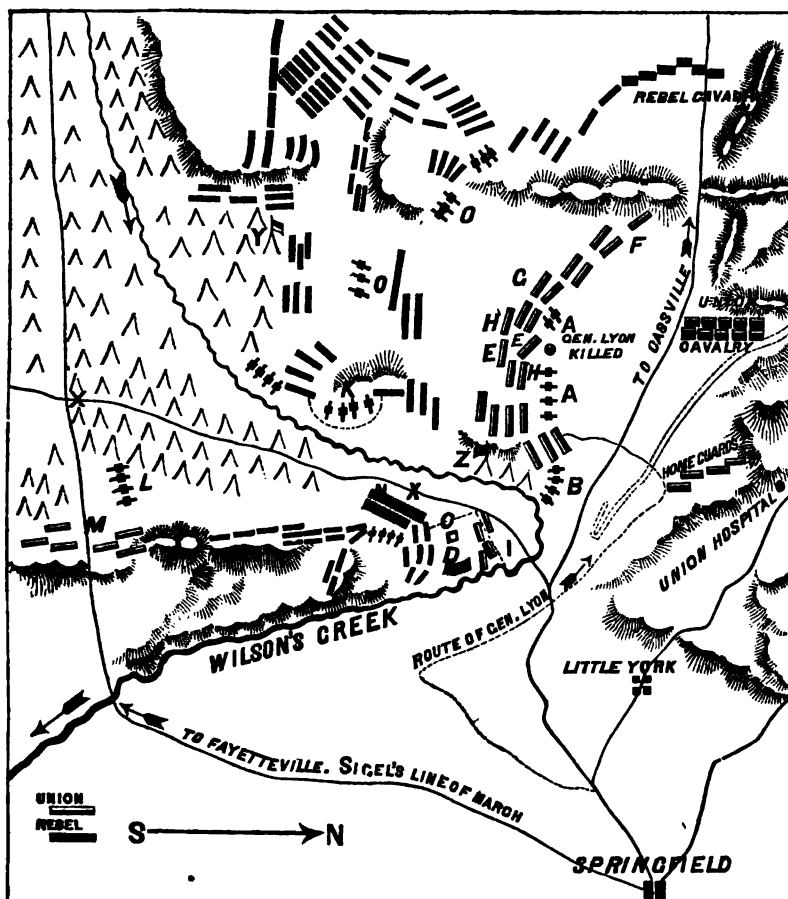 REBEL CAVALRY
O
F
Y
G
O
TO CASSVILLE
UNION
CAVALRY
H
A
E
GEN. LYON
KILLED
E
H
A
K
X
Z
HOME GUARDS
L
B
N
X
UNION HOSPITAL
M
O
D
I
WILSON'S CREEK
ROUTE OF GEN. LYON
LITTLE YORK
TO FAYETTEVILLE. SIGEL'S LINE OF MARCH
UNION
REBEL
S
N
SPRINGFIELD